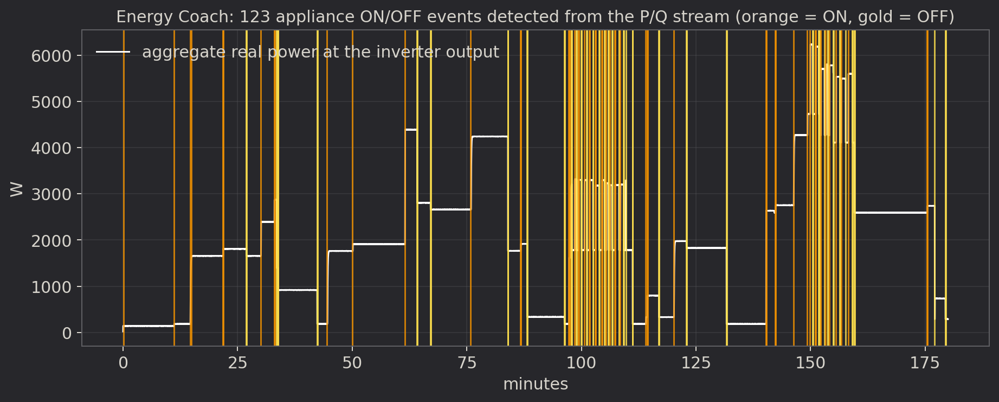 Energy Coach: 123 appliance ON/OFF events detected from the P/Q stream (orange = ON, gold = OFF)
aggregate real power at the inverter output
6000
5000
4000
3000
2000
1000
0
W
0 25 50 75 100 125 150 175
minutes